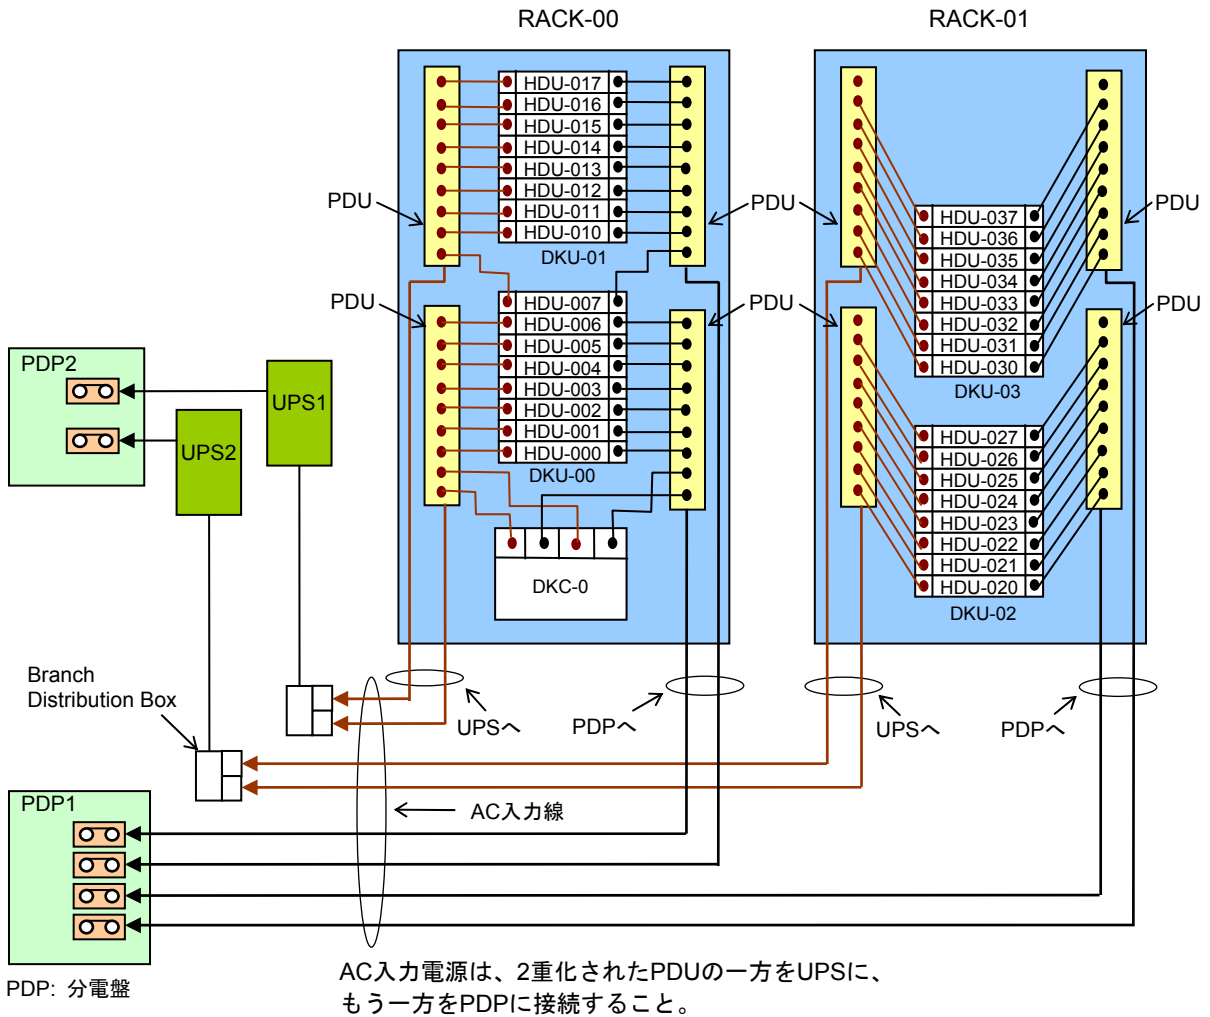 RACK-00
RACK-01
HDU-017
HDU-016
HDU-015
HDU-014
HDU-013
HDU-012
HDU-011
HDU-010
DKU-01
PDU
PDU
PDU
HDU-037
HDU-036
HDU-035
HDU-034
HDU-033
HDU-032
HDU-031
HDU-030
DKU-03
PDU
PDU
PDU
HDU-007
HDU-006
HDU-005
HDU-004
HDU-003
HDU-002
HDU-001
HDU-000
DKU-00
DKC-0
HDU-027
HDU-026
HDU-025
HDU-024
HDU-023
HDU-022
HDU-021
HDU-020
DKU-02
PDP2
UPS1
UPS2
Branch
Distribution Box
UPSへ
PDPへ
UPSへ
PDPへ
PDP1
AC入力線
PDP: 分電盤
AC入力電源は、2重化されたPDUの一方をUPSに、
もう一方をPDPに接続すること。